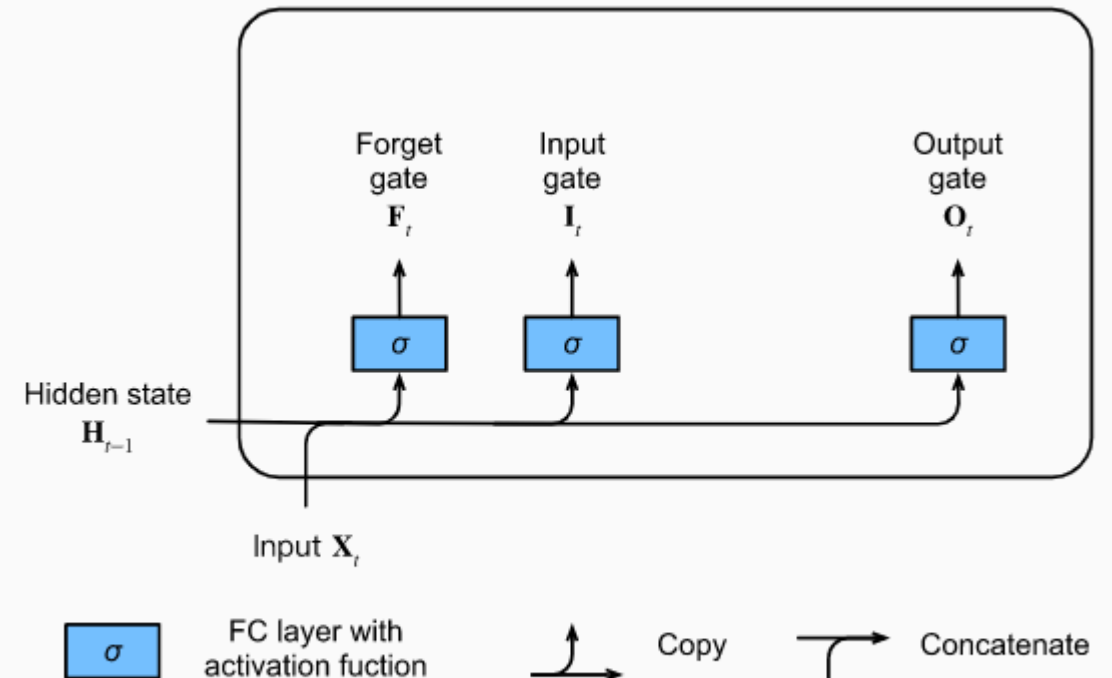 Forget gate F_t
Input gate I_t
Output gate O_t
σ
σ
σ
Hidden state
H_{t−1}
Input X_t
σ
FC layer with
activation fuction
Copy
Concatenate